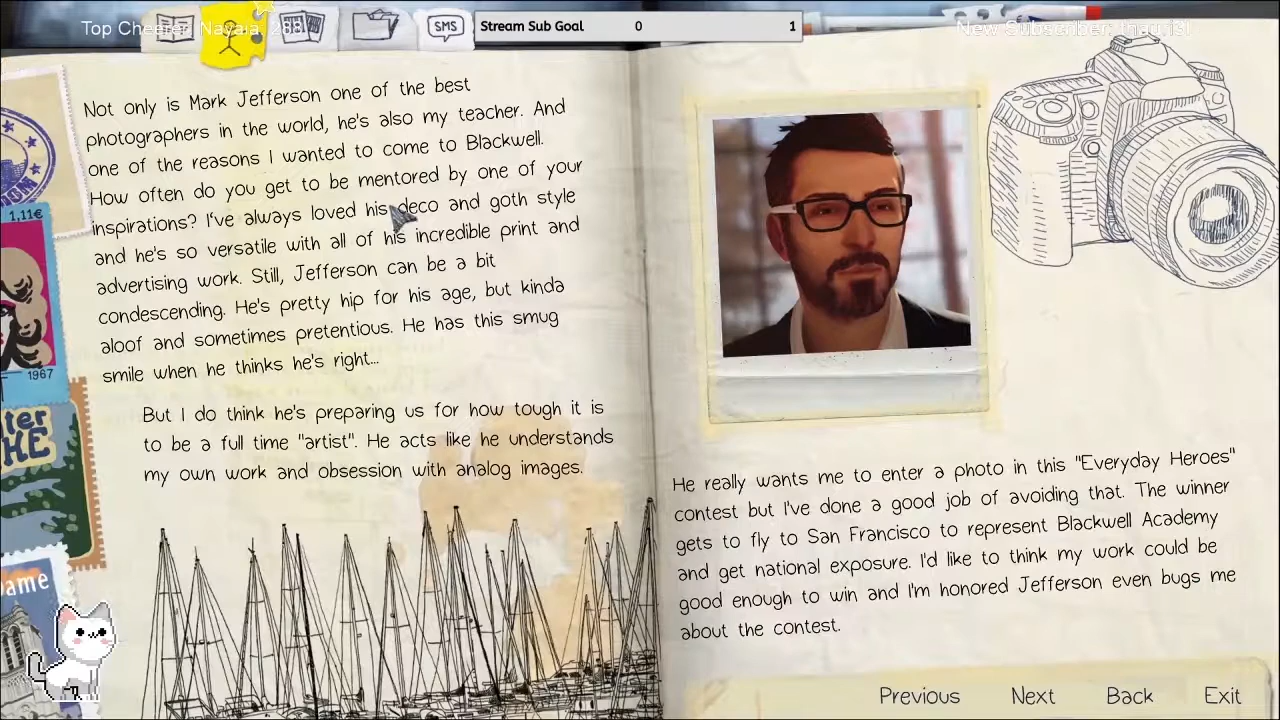 Top Cheerer: Nayaia, 288
SMS
Stream Sub Goal 0 1
New Subscriber:
Not only is Mark Jefferson one of the best
photographers in the world, he's also my teacher. And
one of the reasons I wanted to come to Blackwell.
How often do you get to be mentored by one of your
inspirations? I've always loved his deco and goth style
and he's so versatile with all of his incredible print and
advertising work. Still, Jefferson can be a bit
condescending. He's pretty hip for his age, but kinda
aloof and sometimes pretentious. He has this smug
smile when he thinks he's right...
But I do think he's preparing us for how tough it is
to be a full time "artist". He acts like he understands
my own work and obsession with analog images.
1,11€
1967
ter
KE
ame
He really wants me to enter a photo in this "Everyday Heroes"
contest but I've done a good job of avoiding that. The winner
gets to fly to San Francisco to represent Blackwell Academy
and get national exposure. I'd like to think my work could be
good enough to win and I'm honored Jefferson even bugs me
about the contest.
Previous Next Back Exit